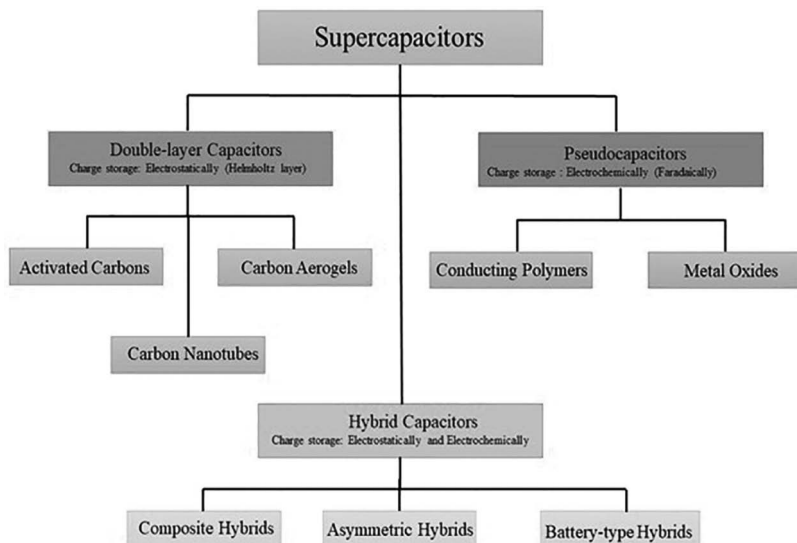 Supercapacitors
Double-layer Capacitors
Charge storage: Electrostatically (Helmholtz layer)
Pseudocapacitors
Charge storage : Electrochemically (Faradaically)
Activated Carbons
Carbon Aerogels
Conducting Polymers
Metal Oxides
Carbon Nanotubes
Hybrid Capacitors
Charge storage: Electrostatically and Electrochemically
Composite Hybrids
Asymmetric Hybrids
Battery-type Hybrids